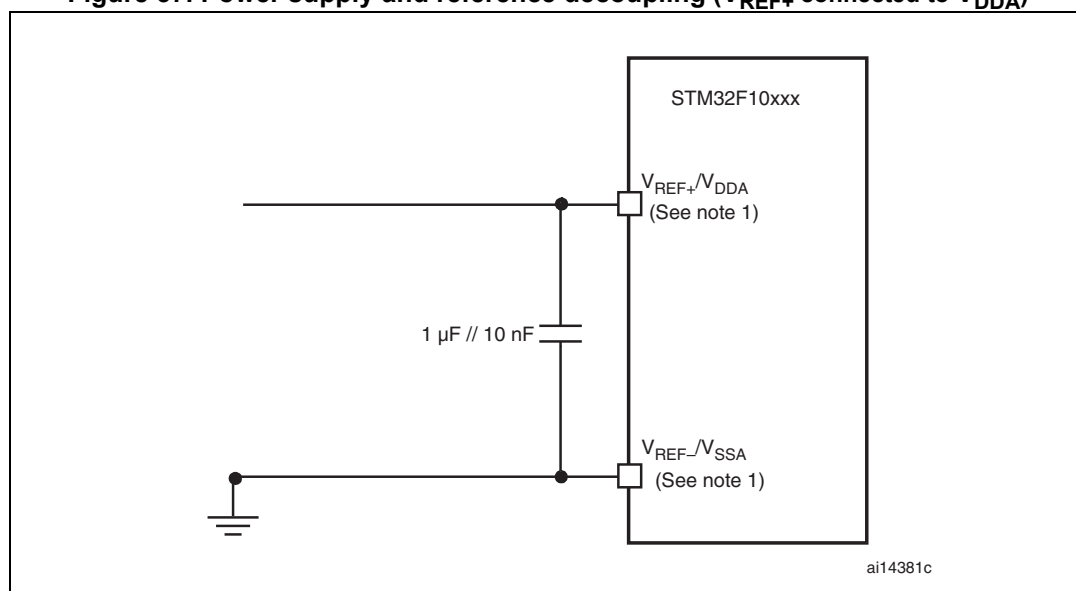 STM32F10xxx
VREF+/VDDA
(See note 1)
1 µF // 10 nF
VREF–/VSSA
(See note 1)
ai14381c